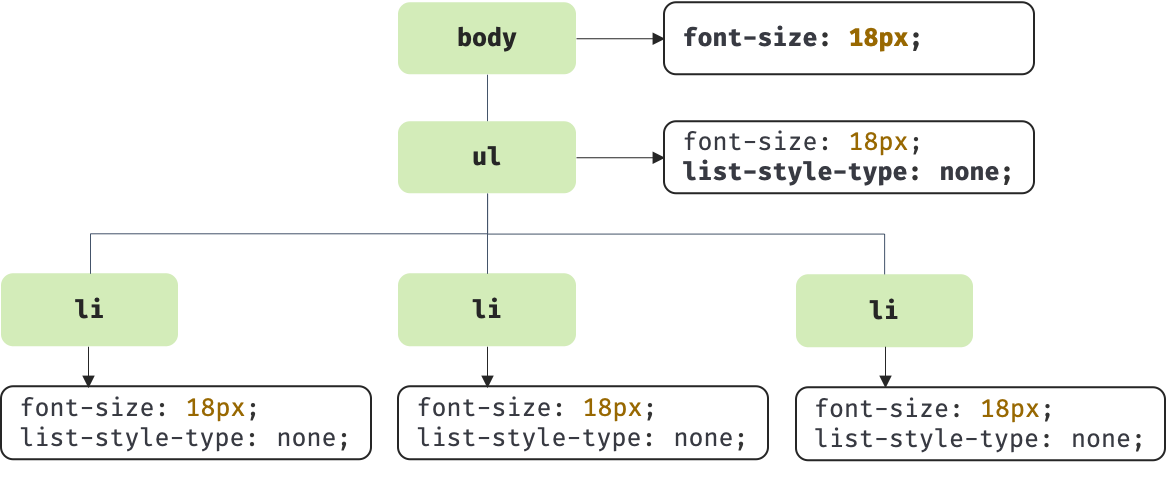 body
font-size: 18px;
ul
font-size: 18px;
list-style-type: none;
li
li
li
font-size: 18px;
list-style-type: none;
font-size: 18px;
list-style-type: none;
font-size: 18px;
list-style-type: none;